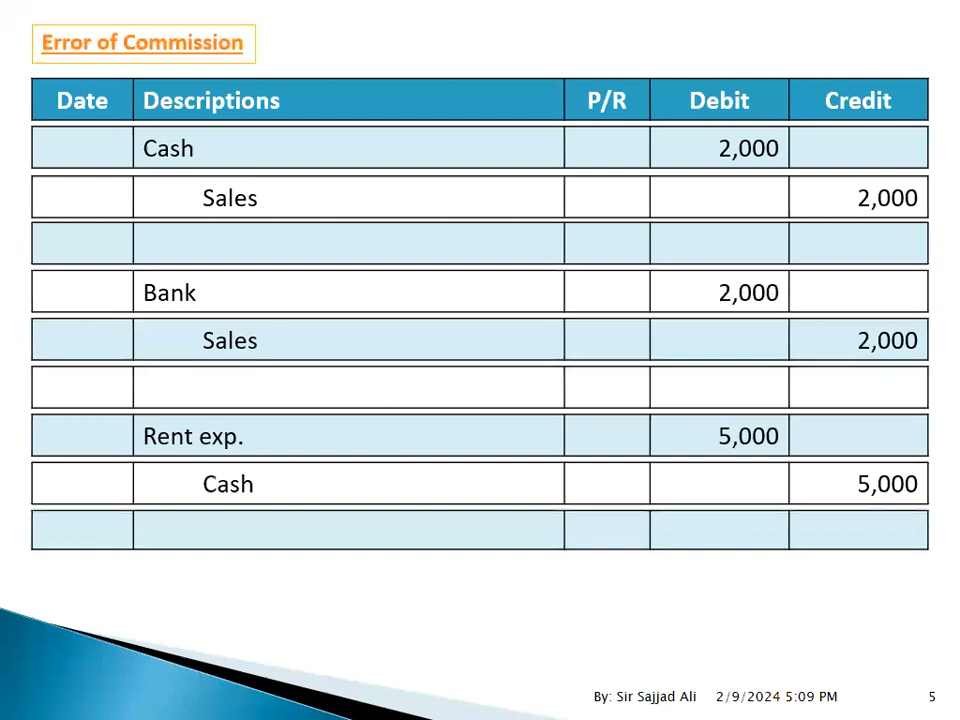 Error of Commission
Date Descriptions P/R Debit Credit
Cash 2,000
Sales 2,000
Bank 2,000
Sales 2,000
Rent exp. 5,000
Cash 5,000
By: Sir Sajjad Ali 2/9/2024 5:09 PM 5